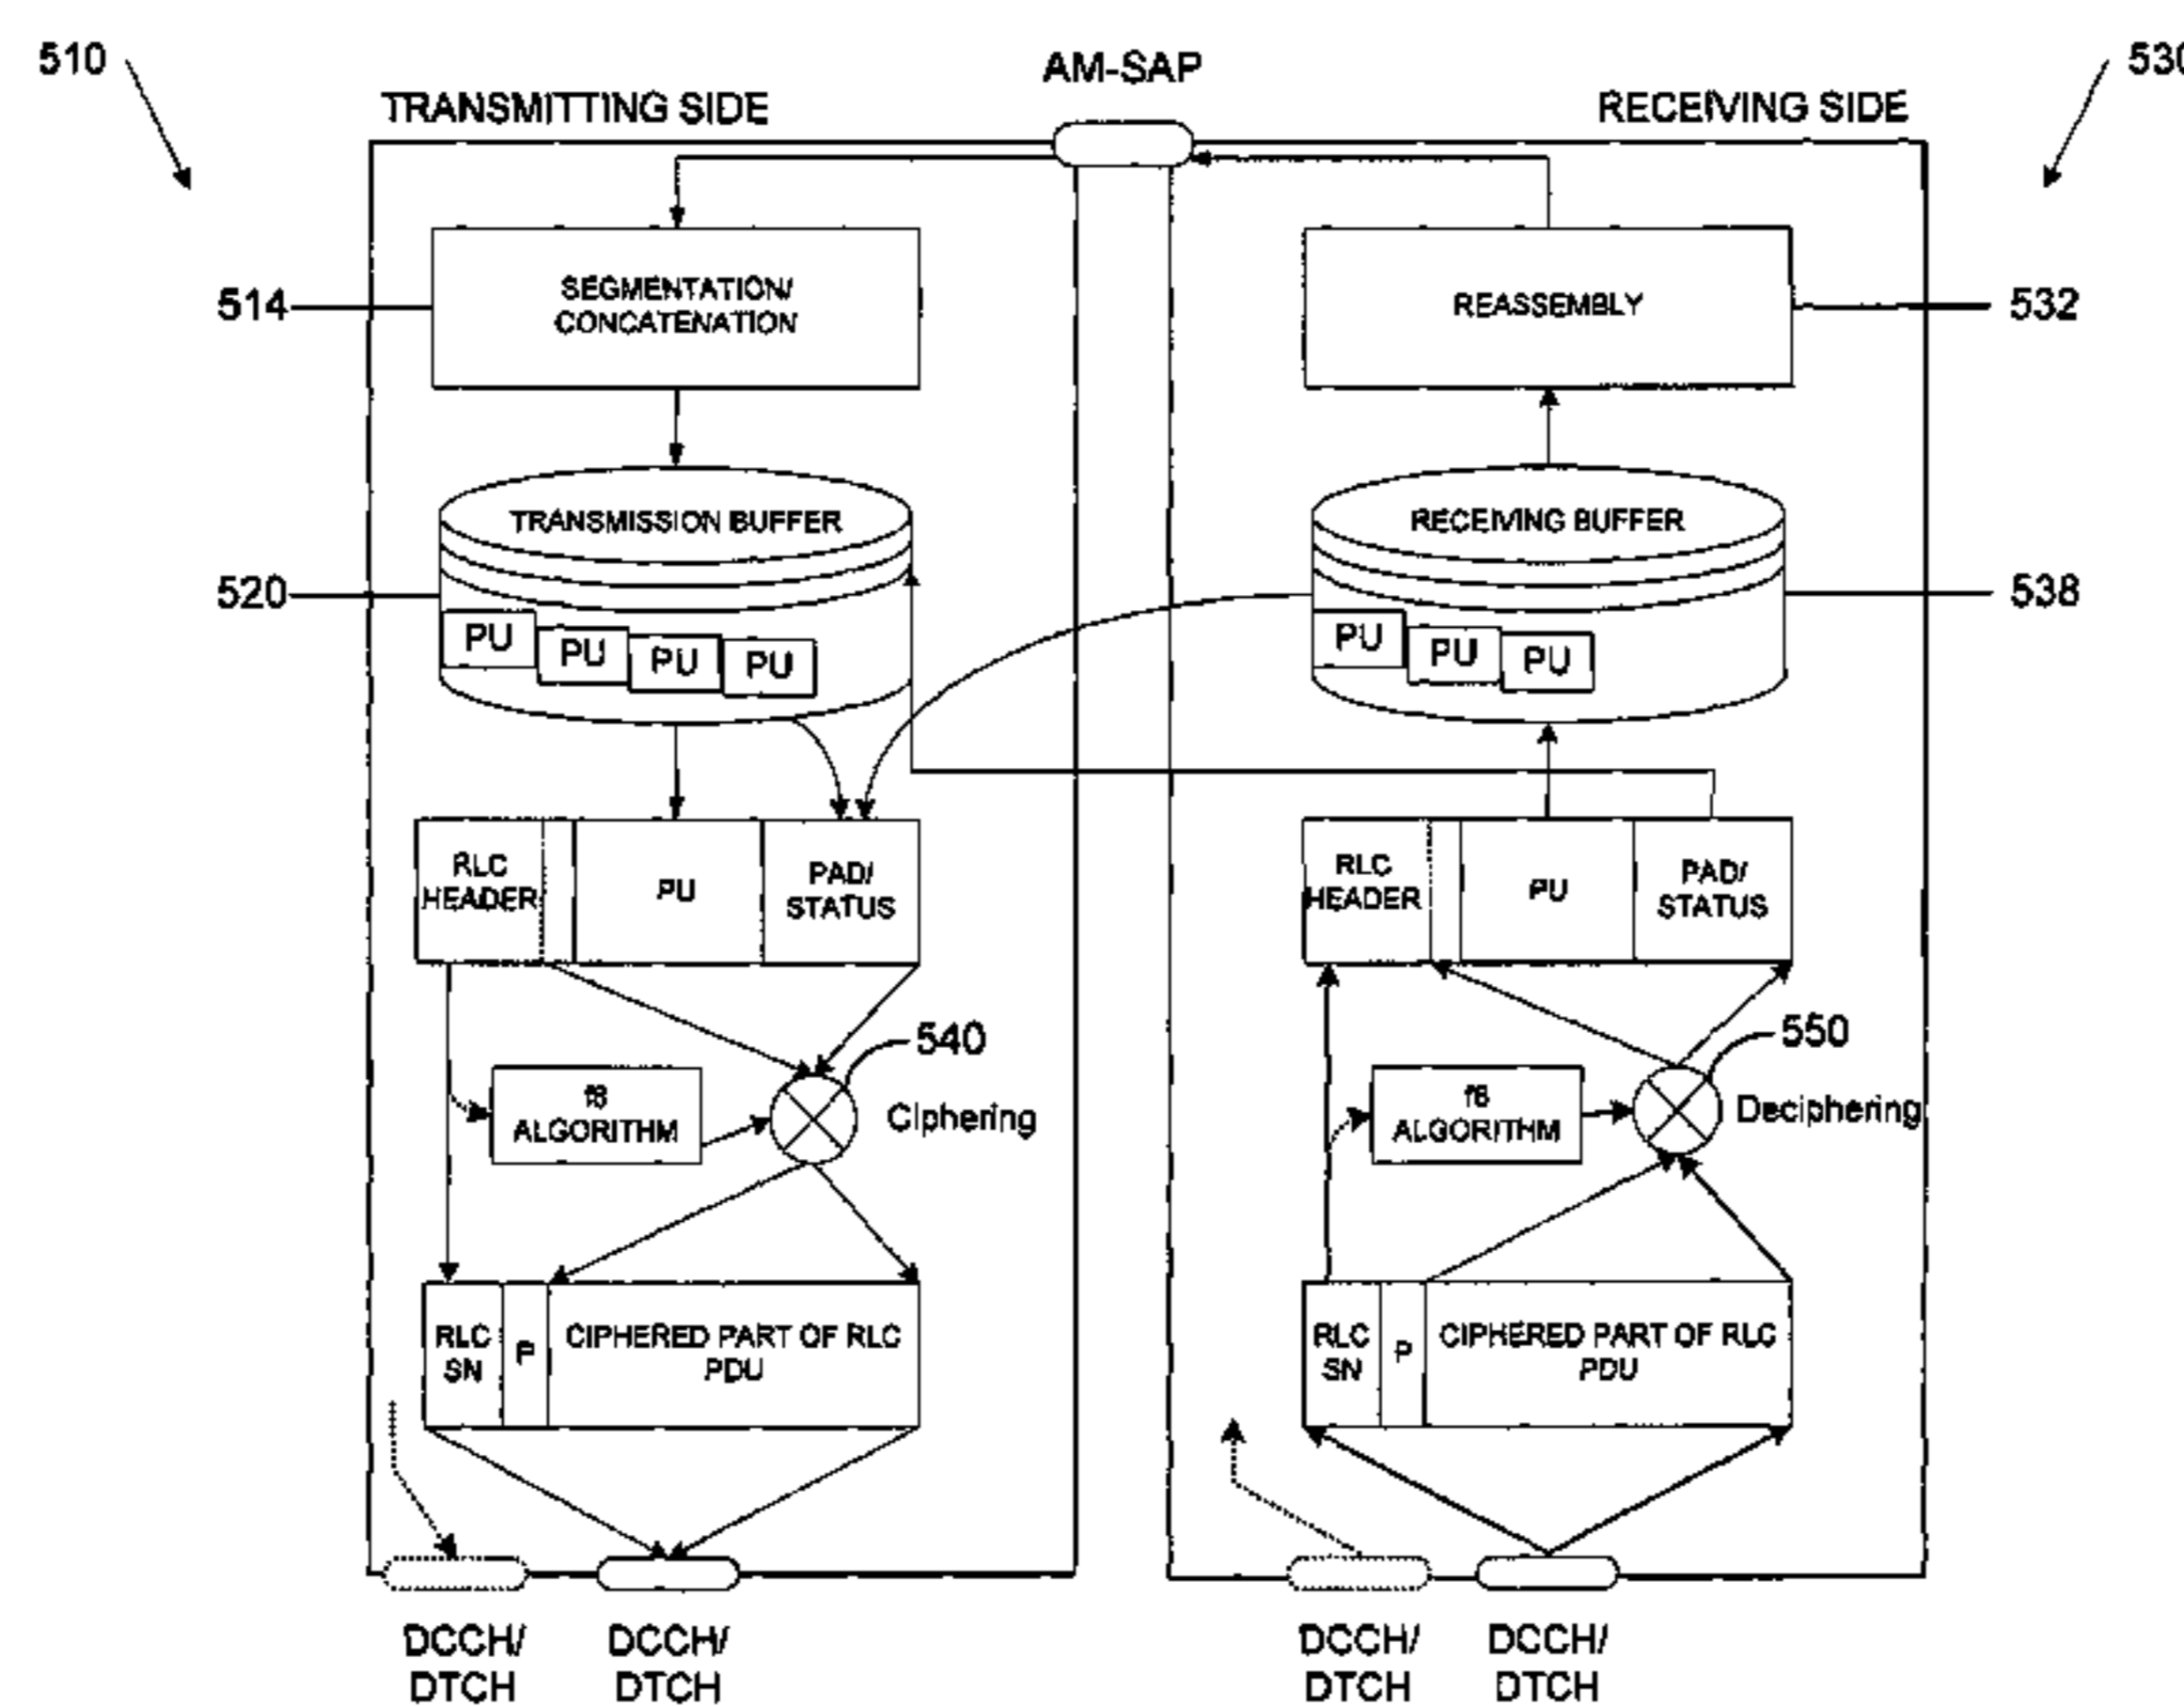 510
AM-SAP
530
TRANSMITTING SIDE
RECEIVING SIDE
514
SEGMENTATION/
CONCATENATION
REASSEMBLY
532
TRANSMISSION BUFFER
RECEIVING BUFFER
520
538
PU
PU
PU
PU
PU
PU
PU
RLC
HEADER
PU
PAD/
STATUS
RLC
HEADER
PU
PAD/
STATUS
540
550
f8
ALGORITHM
Ciphering
f8
ALGORITHM
Deciphering
RLC
SN
P
CIPHERED PART OF RLC
PDU
RLC
SN
P
CIPHERED PART OF RLC
PDU
DCCH/
DTCH
DCCH/
DTCH
DCCH/
DTCH
DCCH/
DTCH